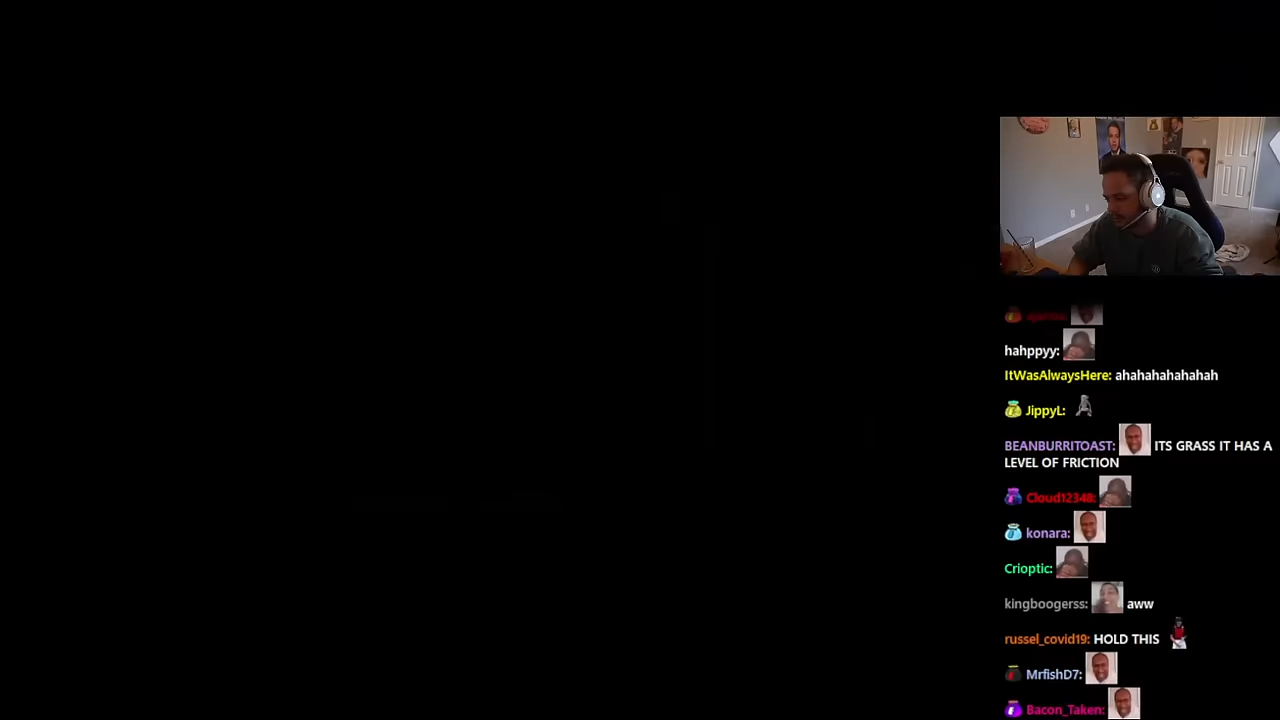 hahppyy:
ItWasAlwaysHere: ahahahahahahah
JippyL:
BEANBURRITOAST: ITS GRASS IT HAS A
LEVEL OF FRICTION
Cloud12348:
konara:
Crioptic:
kingboogerss: aww
russel_covid19: HOLD THIS
MrfishD7:
Bacon_Taken: